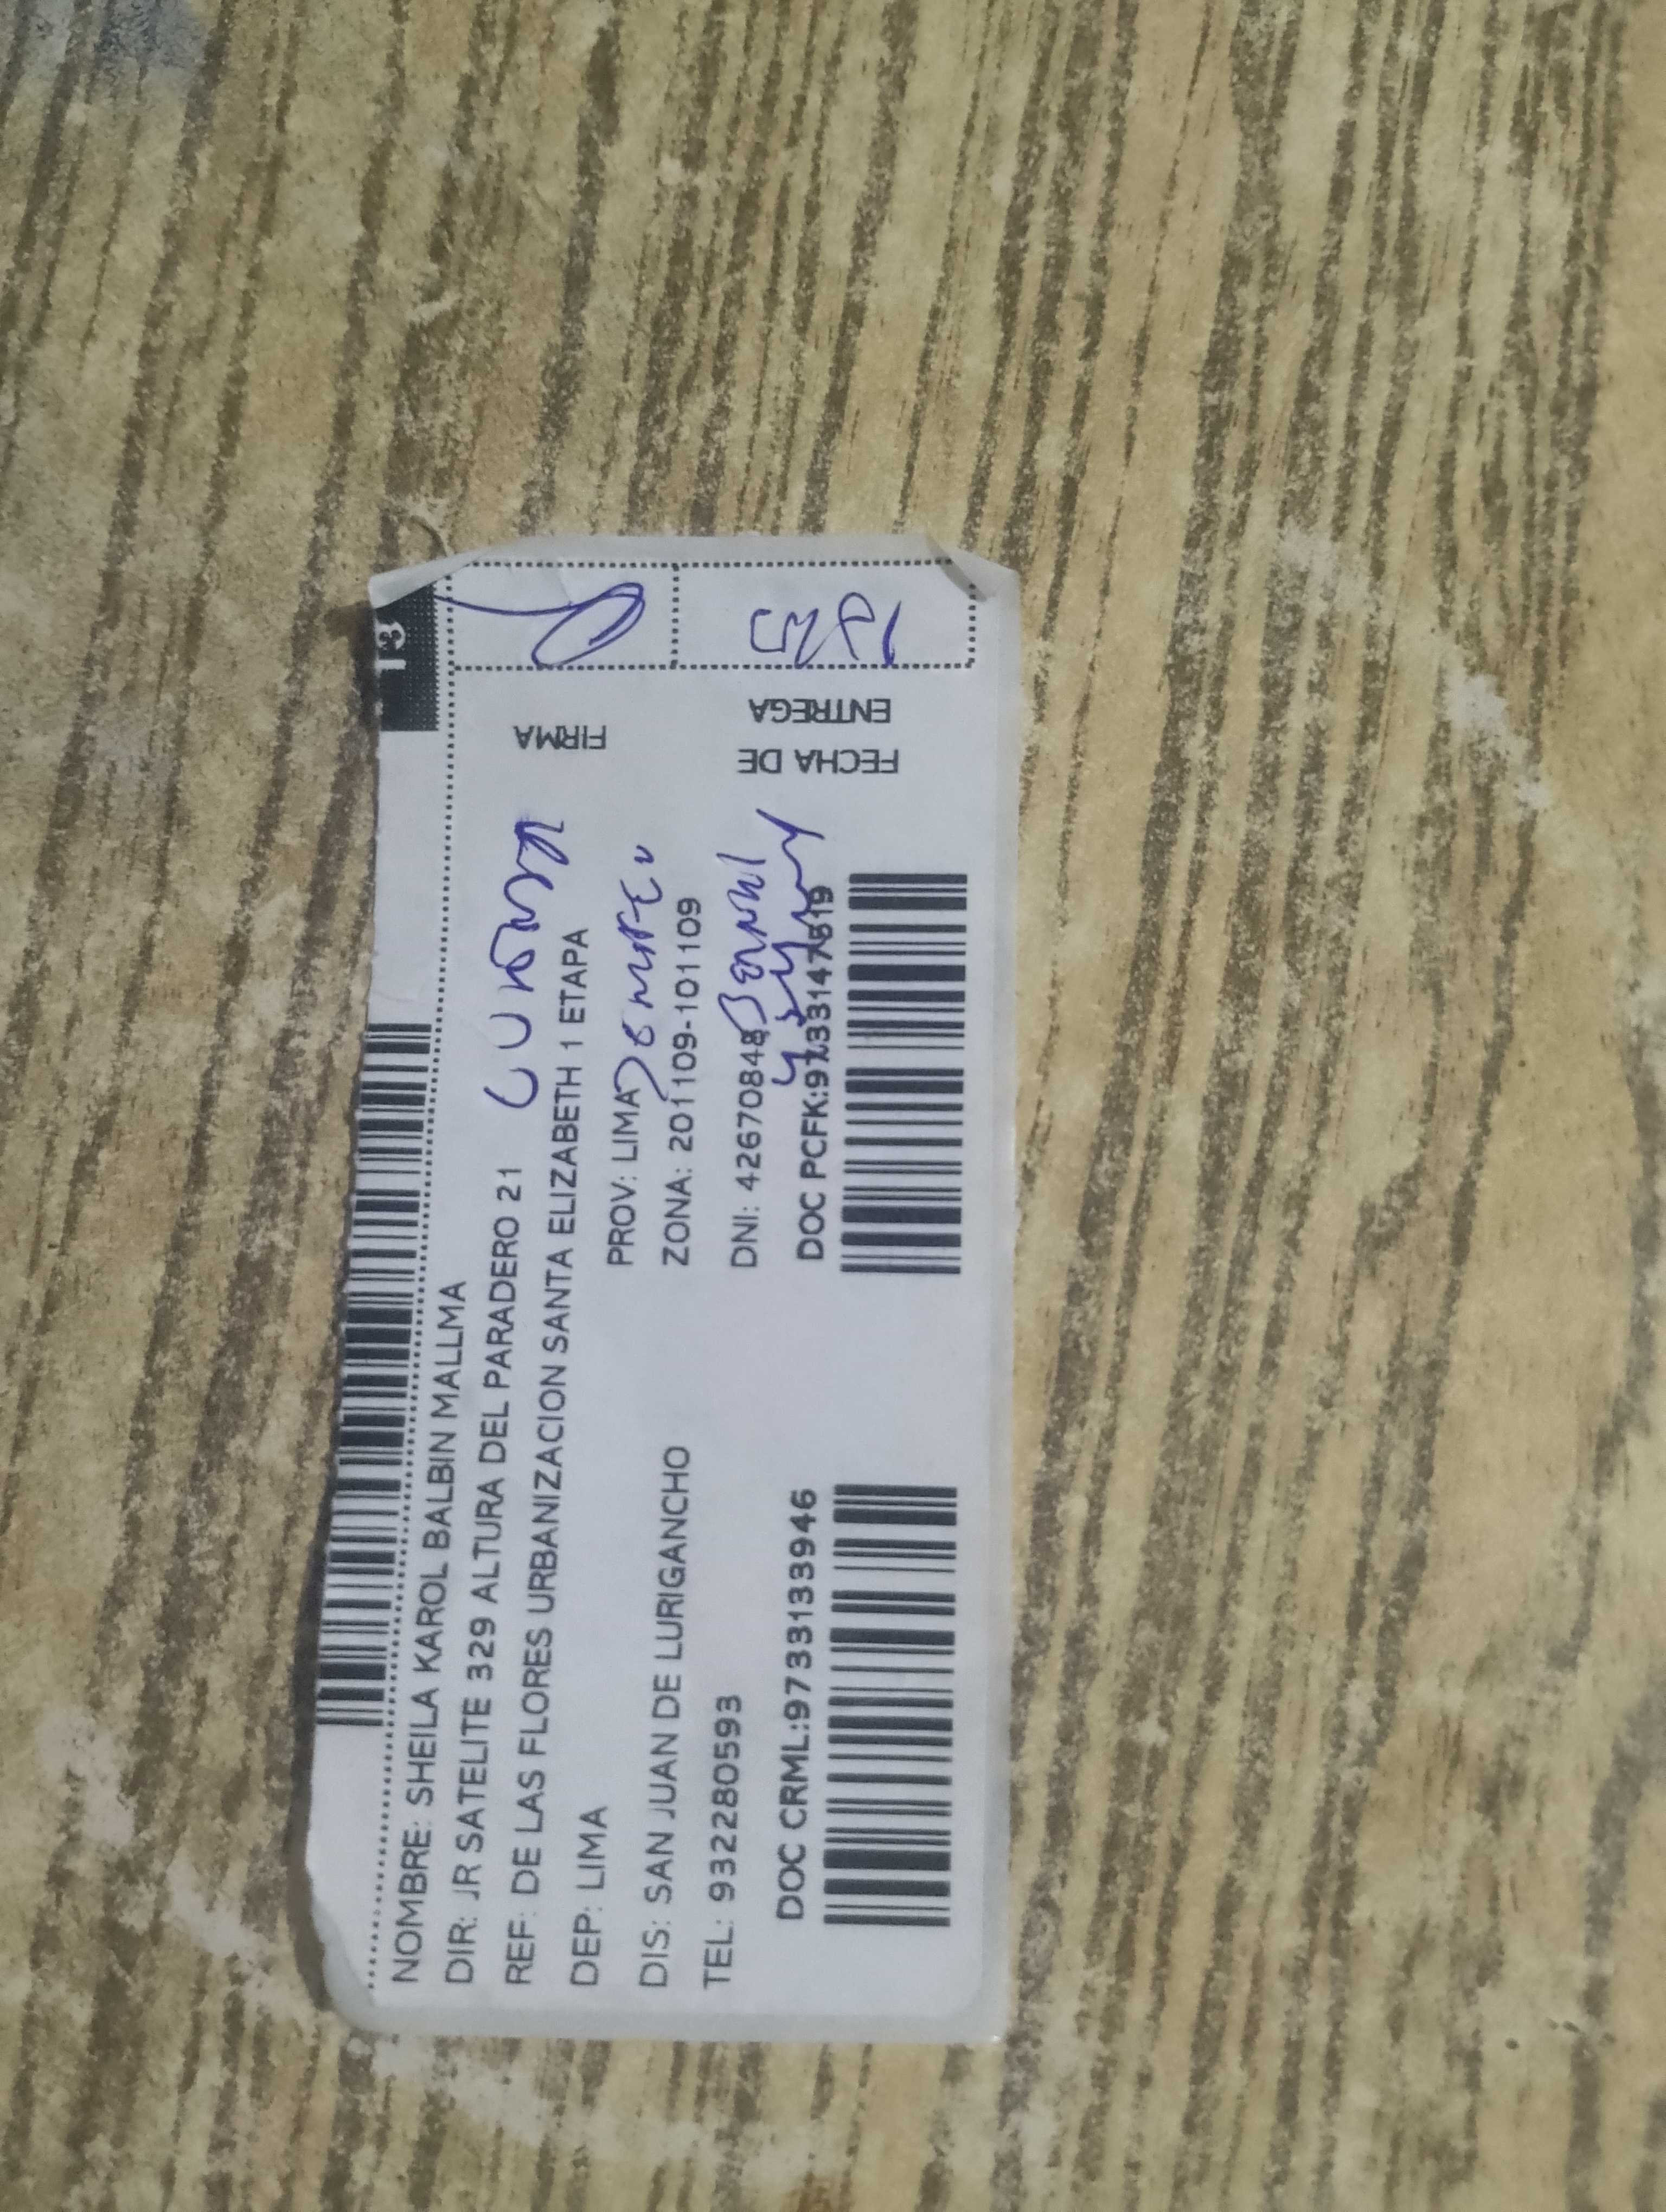 13
NOMBRE: SHEILA KAROL BALBIN MALLMA
DIR: JR SATELITE 329 ALTURA DEL PARADERO 21
REF: DE LAS FLORES URBANIZACION SANTA ELIZABETH 1 ETAPA
DEP: LIMA PROV: LIMA
DIS: SAN JUAN DE LURIGANCHO ZONA: 201109-101109
TEL: 932280593 DNI: 42670848
DOC CRML:9733133946 DOC PCFK:9733147519
FIRMA
FECHA DE
ENTREGA